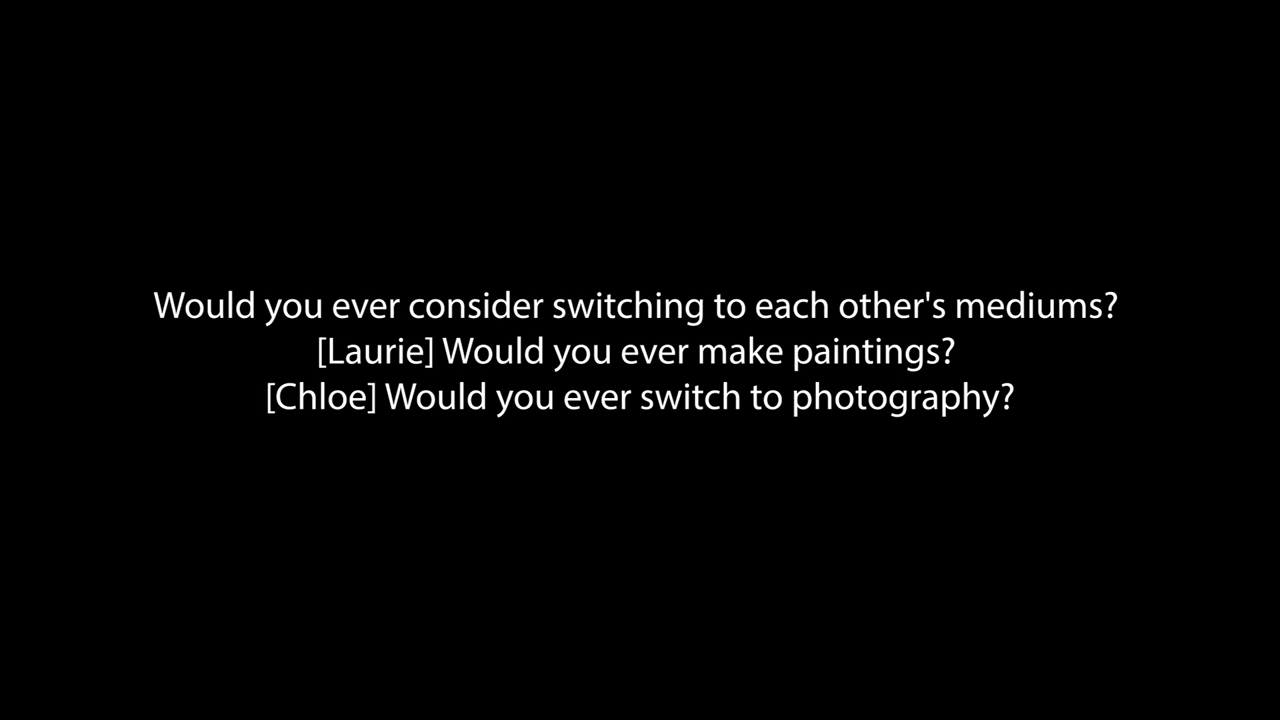 Would you ever consider switching to each other's mediums?
[Laurie] Would you ever make paintings?
[Chloe] Would you ever switch to photography?